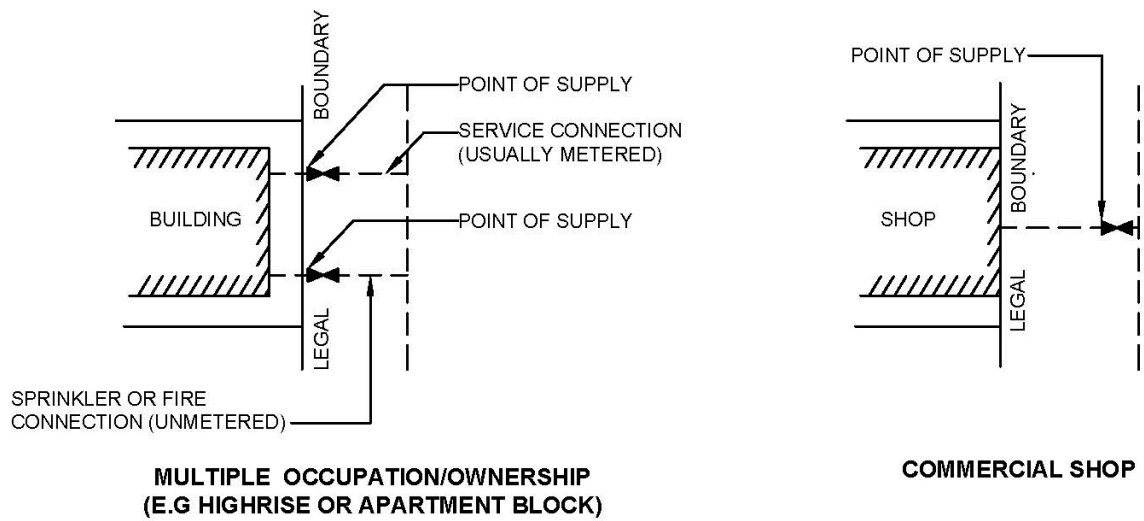 POINT OF SUPPLY
SERVICE CONNECTION
(USUALLY METERED)
BOUNDARY
BUILDING
POINT OF SUPPLY
LEGAL
SPRINKLER OR FIRE
CONNECTION (UNMETERED)
MULTIPLE OCCUPATION/OWNERSHIP
(E.G HIGHRISE OR APARTMENT BLOCK)
POINT OF SUPPLY
BOUNDARY
SHOP
LEGAL
COMMERCIAL SHOP